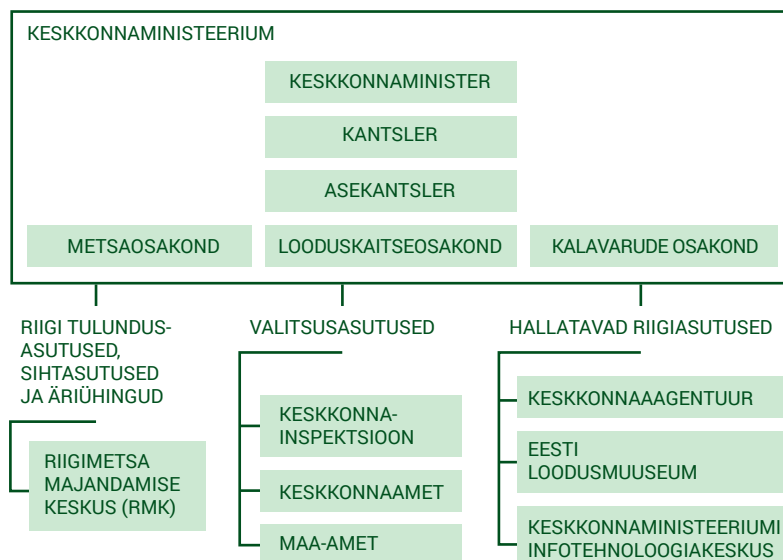 KESKKONNAMINISTEERIUM
KESKKONNAMINISTER
KANTSLER
ASEKANTSLER
METSAOSAKOND
LOODUSKAITSEOSAKOND
KALAVARUDE OSAKOND
RIIGI TULUNDUS-
ASUTUSED,
SIHTASUTUSED
JA ÄRIÜHINGUD
RIIGIMETSA
MAJANDAMISE
KESKUS (RMK)
VALITSUSASUTUSED
KESKKONNA-
INSPEKTSIOON
KESKKONNAAMET
MAA-AMET
HALLATAVAD RIIGIASUTUSED
KESKKONNAAAGENTUUR
EESTI
LOODUSMUUSEUM
KESKKONNAMINISTEERIUMI
INFOTEHNOLOOGIAKESKUS